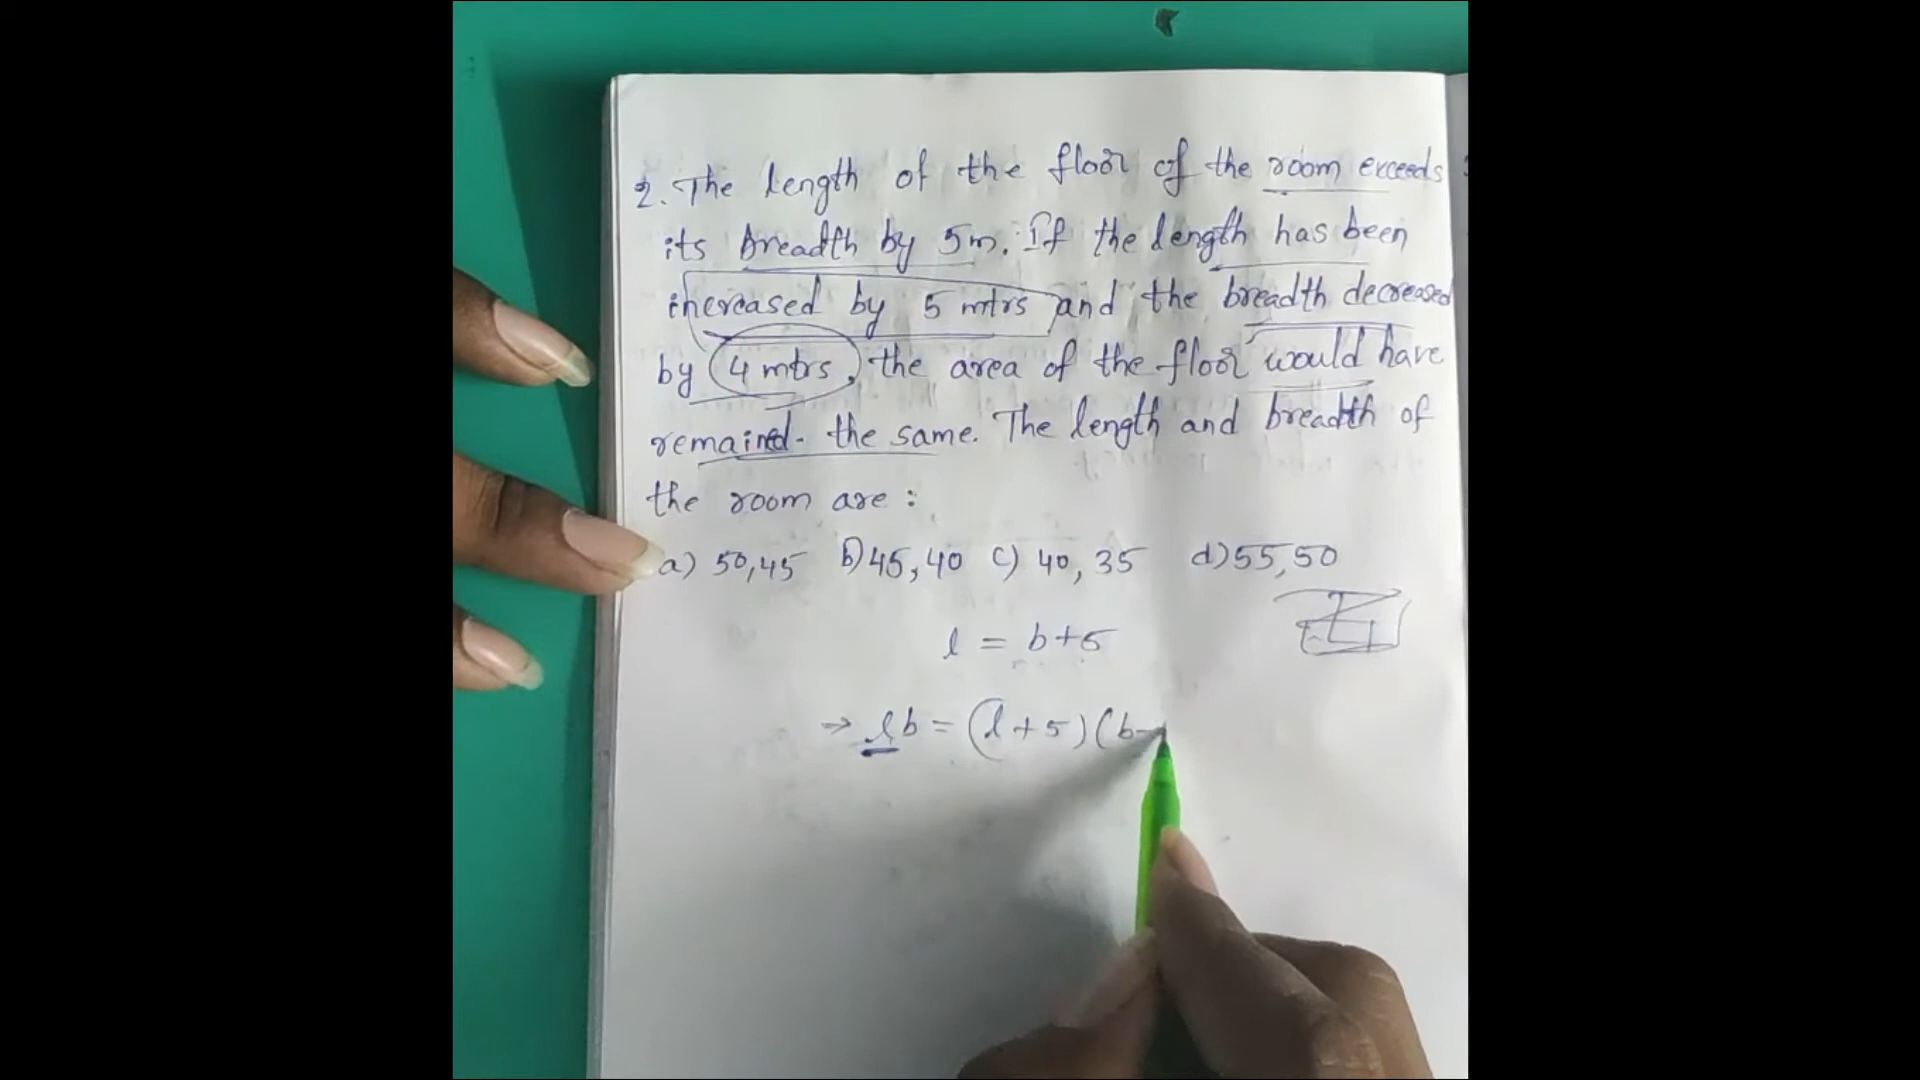 2. The length of the floor of the room exceeds
its breadth by 5m. If the length has been
increased by 5 mtrs and the breadth decreased
by 4 mtrs, the area of the floor would have
remained. the same. The length and breadth of
the room are :
a) 50,45 b) 45, 40 c) 40, 35 d) 55, 50
l = b+5
→ lb = (l+5)(b-